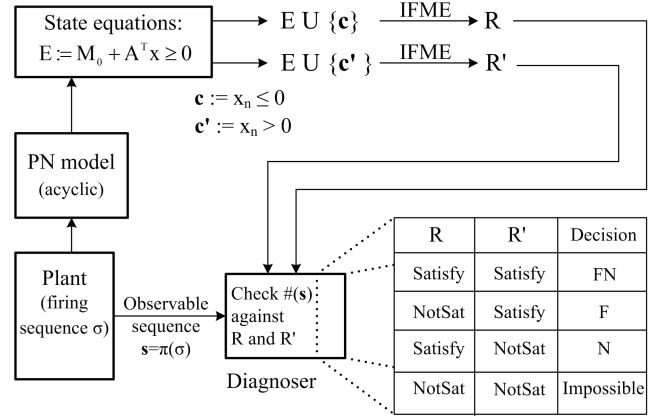 State equations:
E := M₀ + Aᵀx ≥ 0
E U {c}
IFME
R
E U {c' }
IFME
R'
c := xₙ ≤ 0
c' := xₙ > 0
PN model
(acyclic)
Plant
(firing
sequence σ)
Observable
sequence
s=π(σ)
Check #(s)
against
R and R'
Diagnoser
R R' Decision
Satisfy Satisfy FN
NotSat Satisfy F
Satisfy NotSat N
NotSat NotSat Impossible